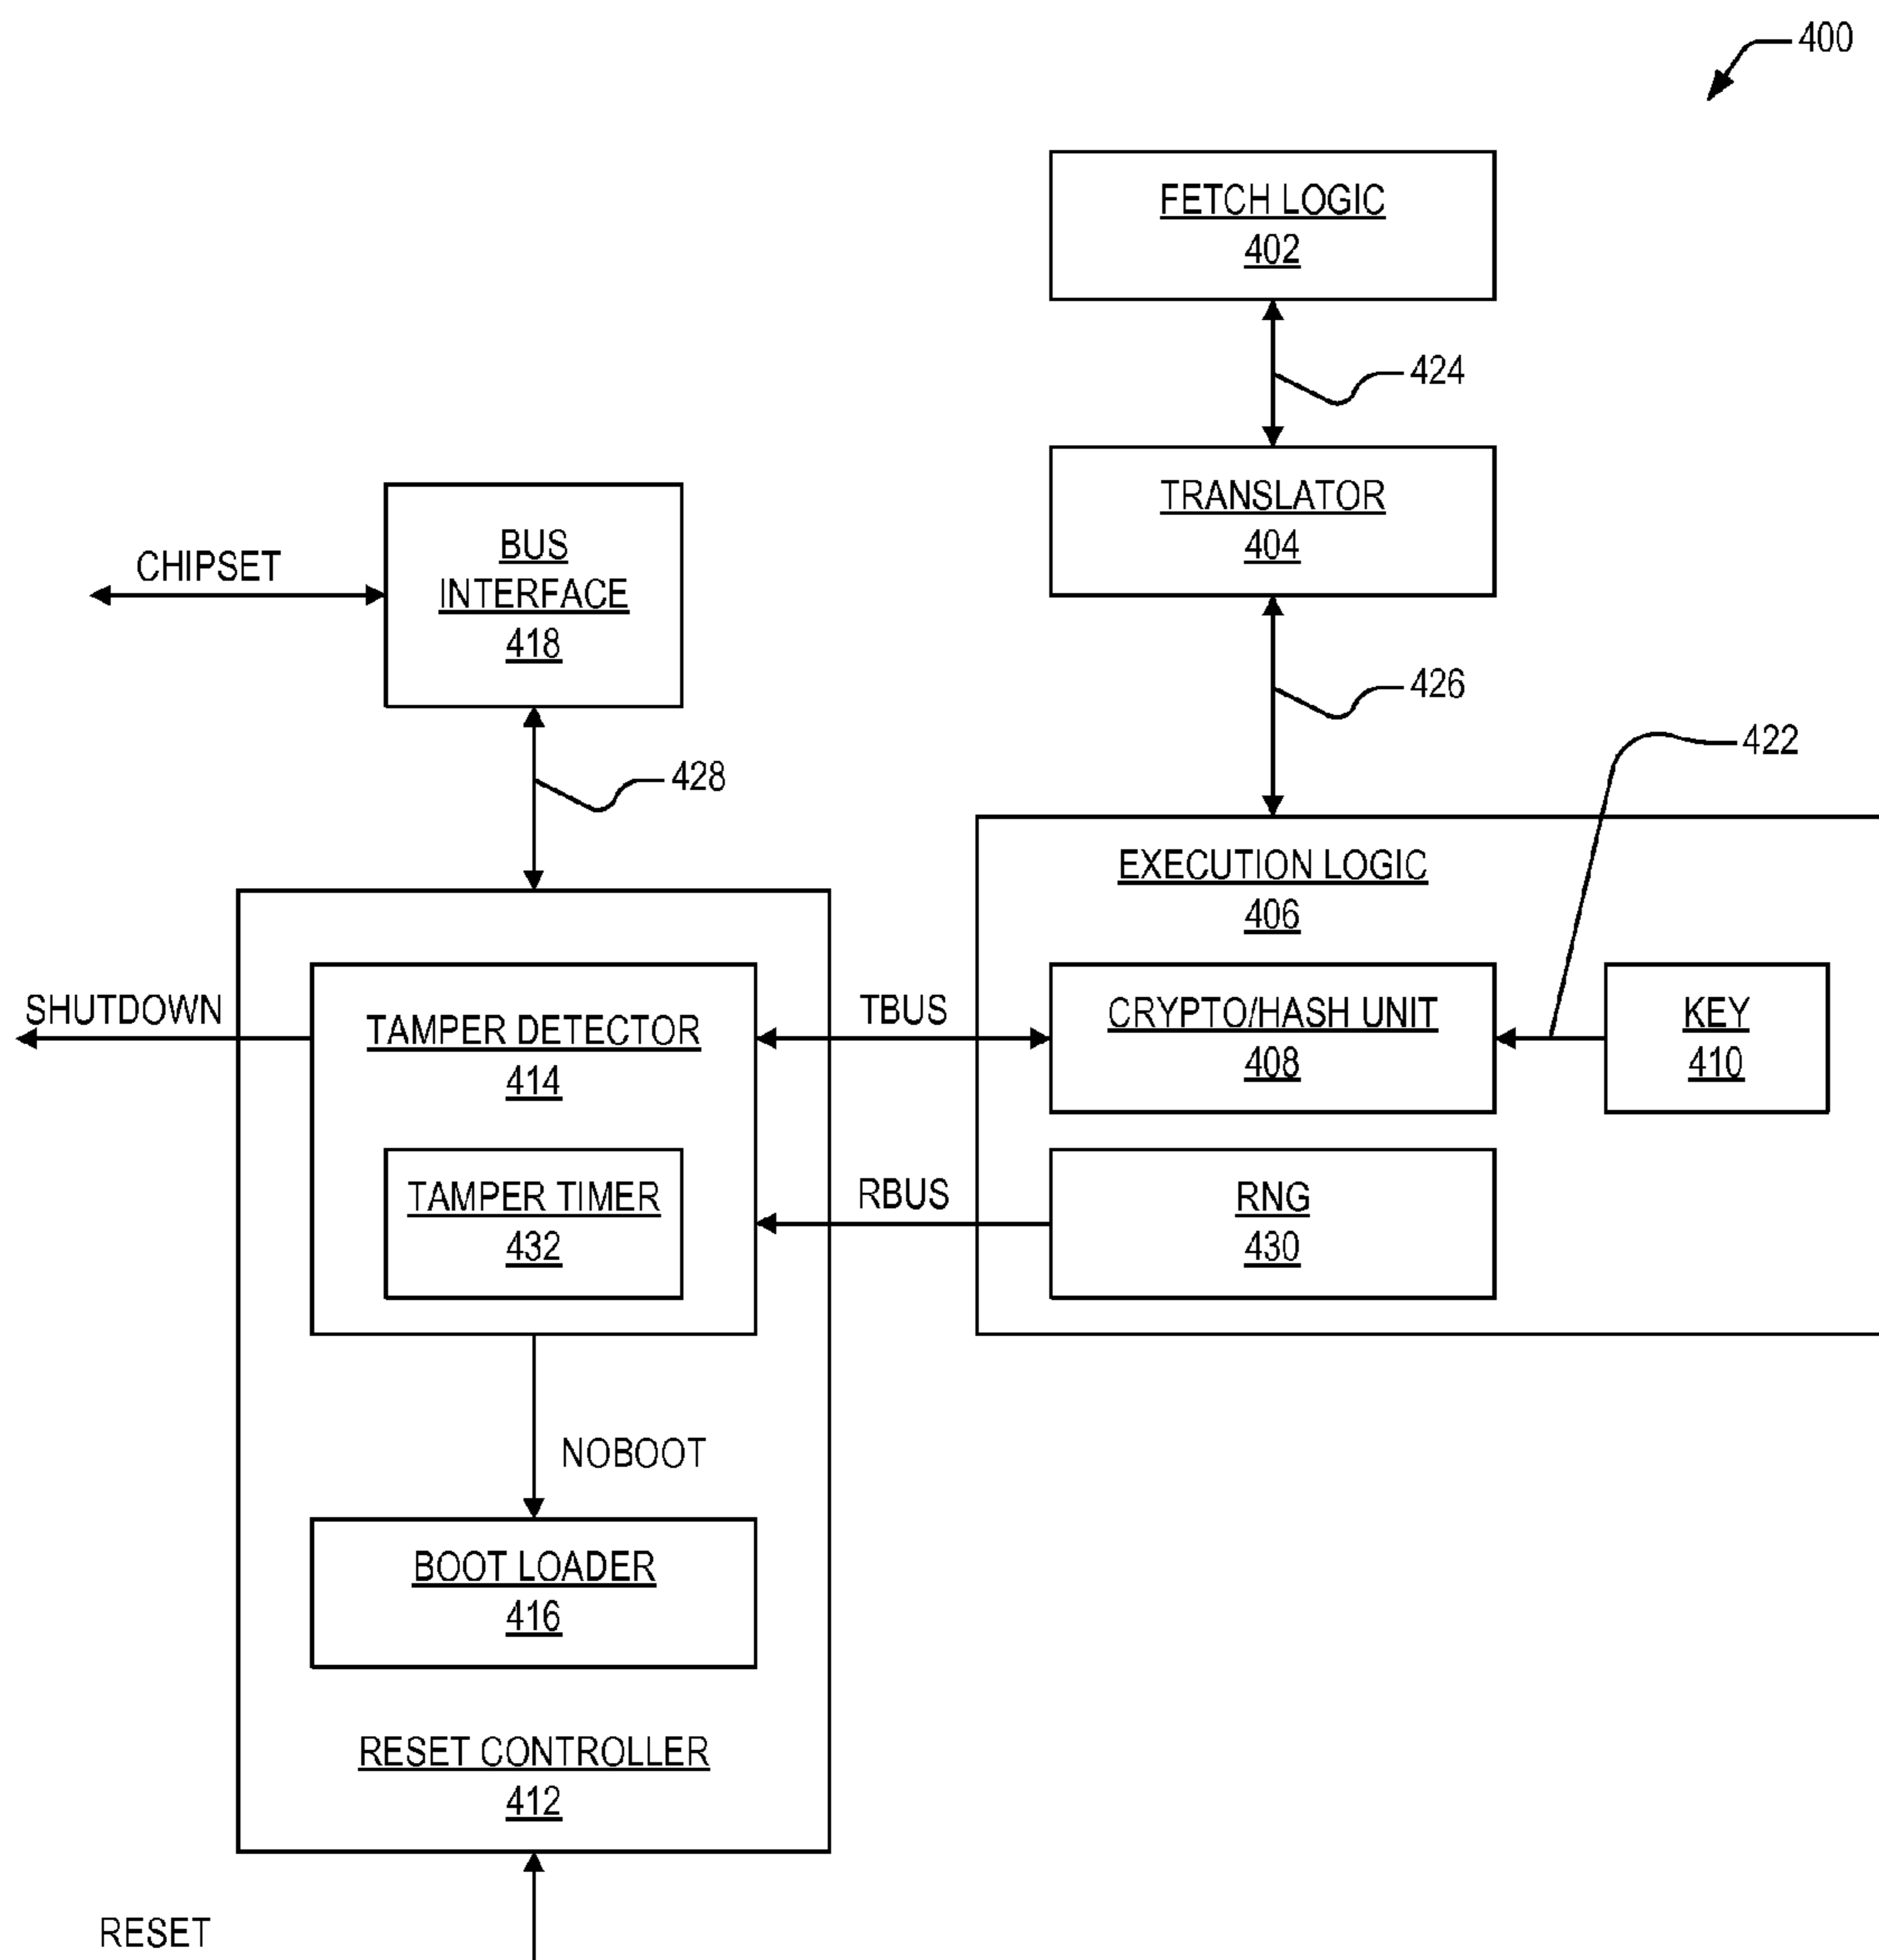 400
FETCH LOGIC
402
424
TRANSLATOR
404
BUS
INTERFACE
418
CHIPSET
426
422
428
EXECUTION LOGIC
406
SHUTDOWN
TAMPER DETECTOR
414
TBUS
CRYPTO/HASH UNIT
408
KEY
410
TAMPER TIMER
432
RBUS
RNG
430
NOBOOT
BOOT LOADER
416
RESET CONTROLLER
412
RESET